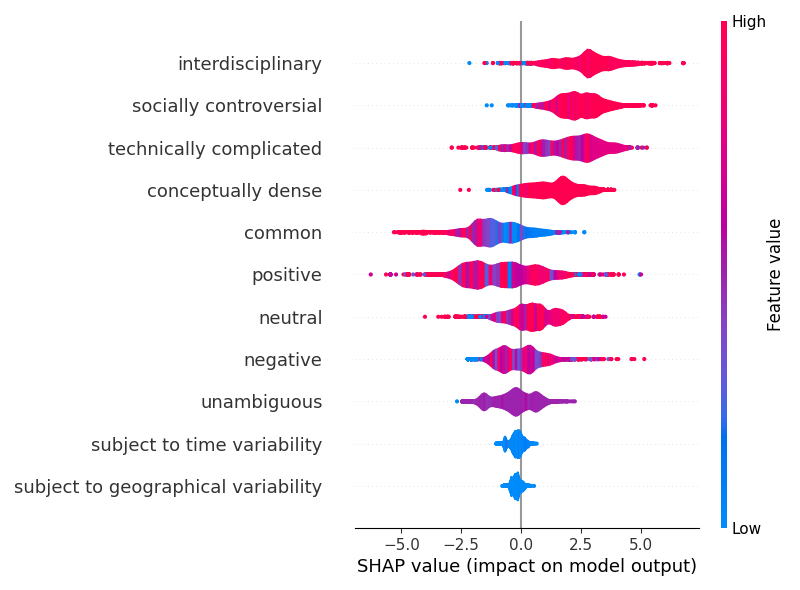 High
interdisciplinary
socially controversial
technically complicated
conceptually dense
common
positive
neutral
negative
unambiguous
subject to time variability
subject to geographical variability
Feature value
Low
−5.0 −2.5 0.0 2.5 5.0
SHAP value (impact on model output)